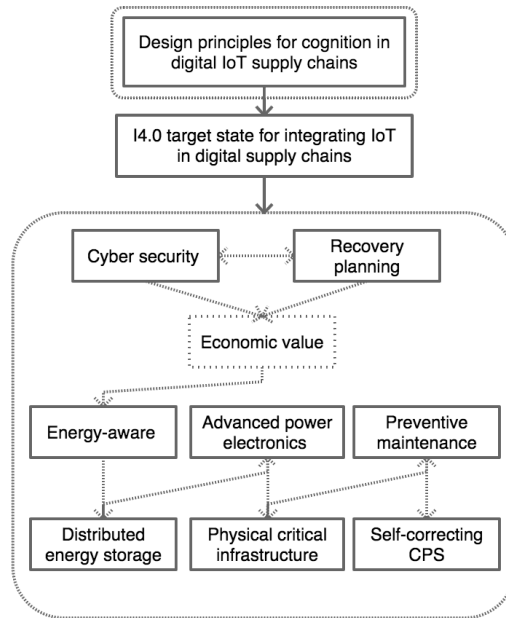 Design principles for cognition in
digital IoT supply chains
I4.0 target state for integrating IoT
in digital supply chains
Cyber security
Recovery
planning
Economic value
Energy-aware
Advanced power
electronics
Preventive
maintenance
Distributed
energy storage
Physical critical
infrastructure
Self-correcting
CPS